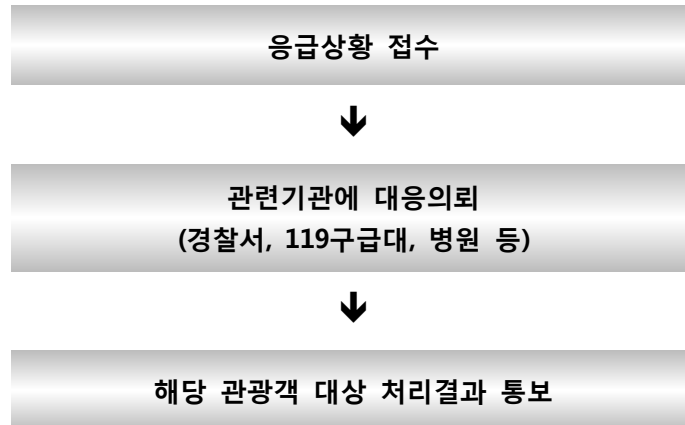 응급상황 접수
관련기관에 대응의뢰
(경찰서, 119구급대, 병원 등)
해당 관광객 대상 처리결과 통보